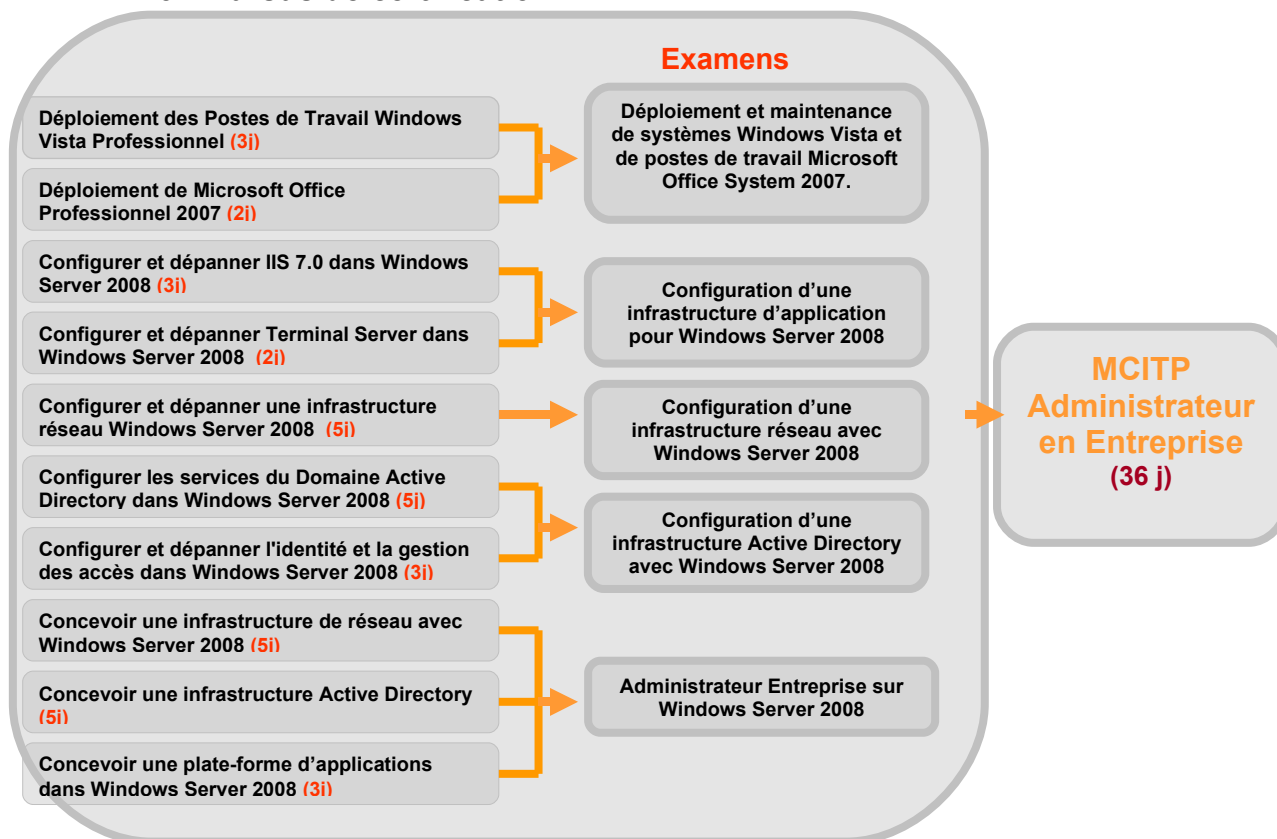 Examens
Déploiement des Postes de Travail Windows
Vista Professionnel (3j)
Déploiement de Microsoft Office
Professionnel 2007 (2j)
Configurer et dépanner IIS 7.0 dans Windows
Server 2008 (3j)
Configurer et dépanner Terminal Server dans
Windows Server 2008 (2j)
Configurer et dépanner une infrastructure
réseau Windows Server 2008 (5j)
Configurer les services du Domaine Active
Directory dans Windows Server 2008 (5j)
Configurer et dépanner l'identité et la gestion
des accès dans Windows Server 2008 (3j)
Concevoir une infrastructure de réseau avec
Windows Server 2008 (5j)
Concevoir une infrastructure Active Directory
(5j)
Concevoir une plate-forme d’applications
dans Windows Server 2008 (3j)
Déploiement et maintenance
de systèmes Windows Vista et
de postes de travail Microsoft
Office System 2007.
Configuration d’une
infrastructure d’application
pour Windows Server 2008
Configuration d’une
infrastructure réseau avec
Windows Server 2008
Configuration d’une
infrastructure Active Directory
avec Windows Server 2008
Administrateur Entreprise sur
Windows Server 2008
MCITP
Administrateur
en Entreprise
(36 j)